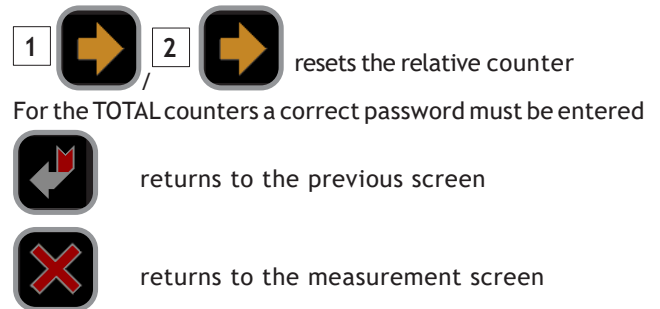 1 / 2 resets the relative counter
For the TOTAL counters a correct password must be entered
returns to the previous screen
returns to the measurement screen